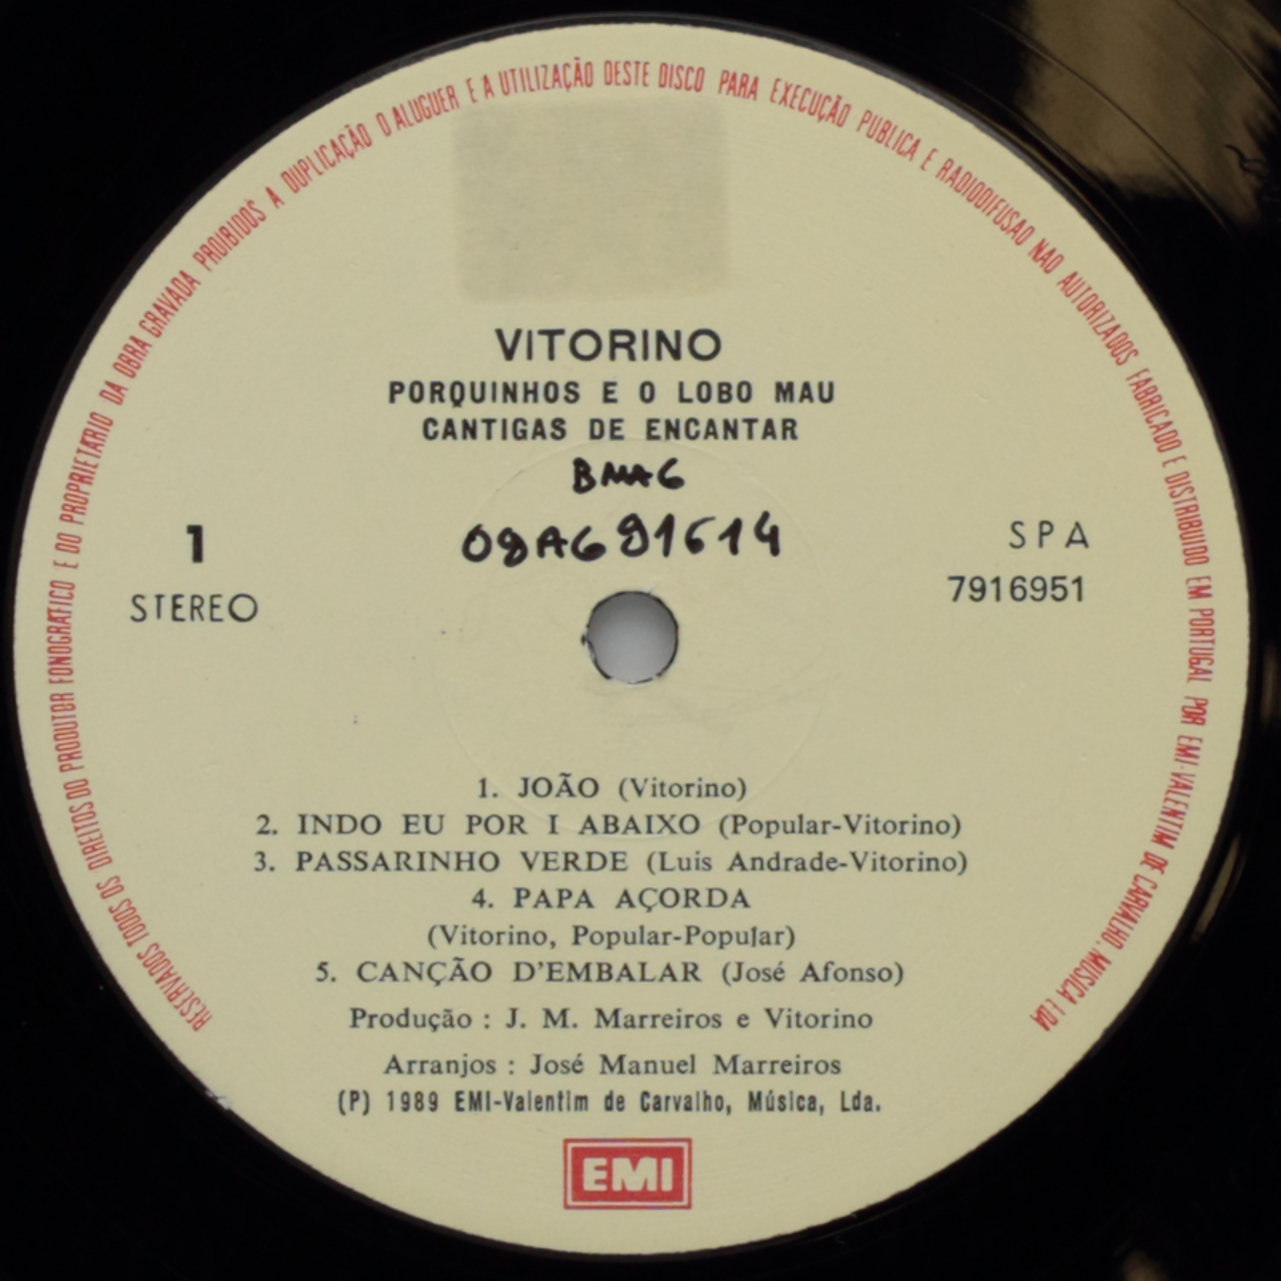 RESERVADOS TODOS OS DIREITOS DO PRODUTOR FONOGRAFICO E DO PROPRIETARIO DA OBRA GRAVADA PROIBIDOS A DUPLICAÇÃO O ALUGUER E A UTILIZAÇÃO DESTE DISCO PARA EXECUÇÃO PUBLICA E RADIODIFUSAO NAO AUTORIZADOS FABRICADO E DISTRIBUIDO EM PORTUGAL POR EMI-VALENTIM DE CARVALHO, MUSICA LDA
VITORINO
PORQUINHOS E O LOBO MAU
CANTIGAS DE ENCANTAR
BMAG
1
STEREO
SPA
7916951
1. JOÃO (Vitorino)
2. INDO EU POR I ABAIXO (Popular-Vitorino)
3. PASSARINHO VERDE (Luis Andrade-Vitorino)
4. PAPA AÇORDA
(Vitorino, Popular-Popular)
5. CANÇÃO D'EMBALAR (José Afonso)
Produção : J. M. Marreiros e Vitorino
Arranjos : José Manuel Marreiros
(P) 1989 EMI-Valentim de Carvalho, Música, Lda.
EMI